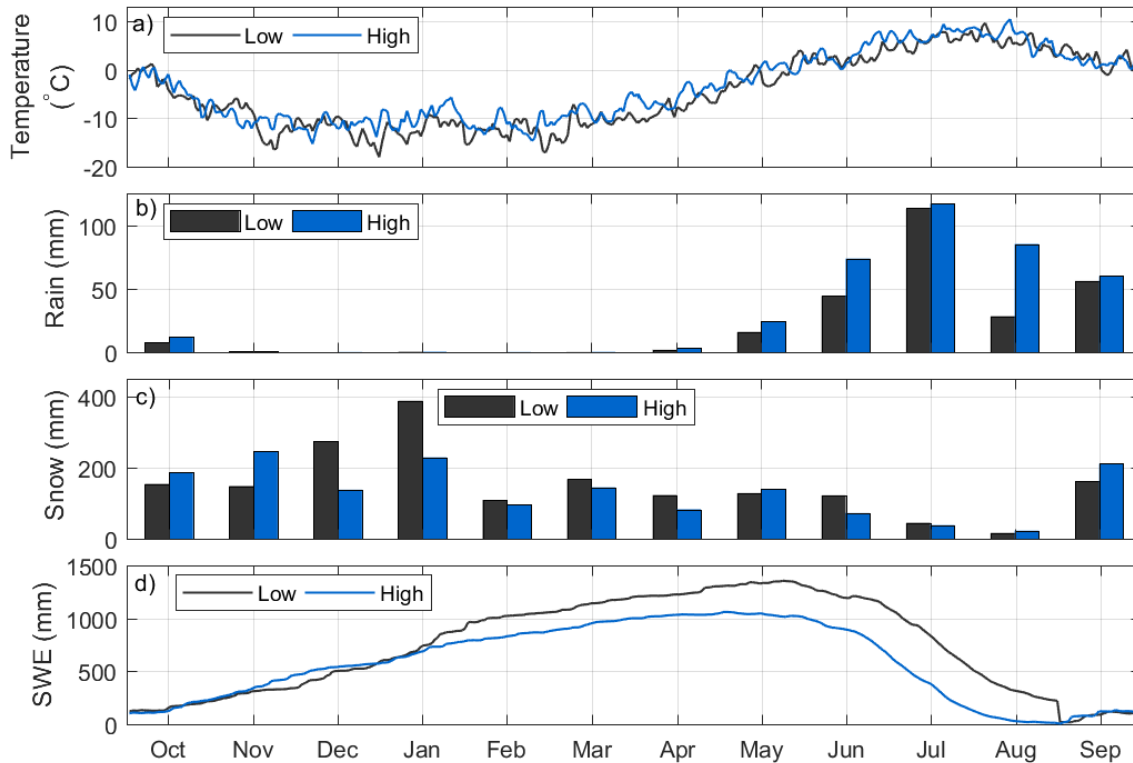 a)
Low High
Temperature
(°C)
10
0
-10
-20
b)
Low High
Rain (mm)
100
50
0
c)
Low High
Snow (mm)
400
200
0
d)
Low High
SWE (mm)
1500
1000
500
0
Oct Nov Dec Jan Feb Mar Apr May Jun Jul Aug Sep